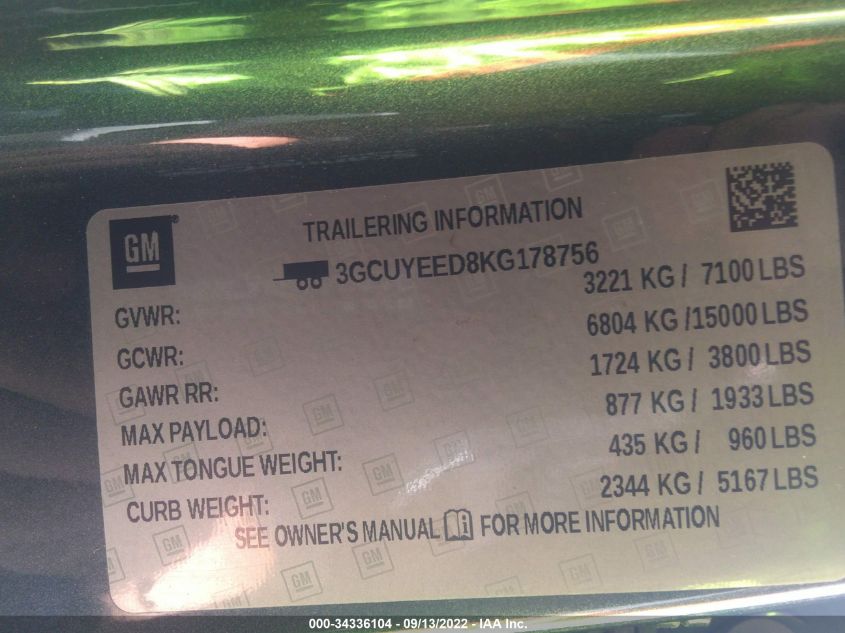 GM ®
TRAILERING INFORMATION
3GCUYEED8KG178756
GVWR: 3221 KG / 7100 LBS
GCWR: 6804 KG /15000 LBS
GAWR RR: 1724 KG / 3800 LBS
MAX PAYLOAD: 877 KG / 1933 LBS
MAX TONGUE WEIGHT: 435 KG / 960 LBS
CURB WEIGHT: 2344 KG / 5167 LBS
SEE OWNER'S MANUAL FOR MORE INFORMATION
000-34336104 - 09/13/2022 - IAA Inc.